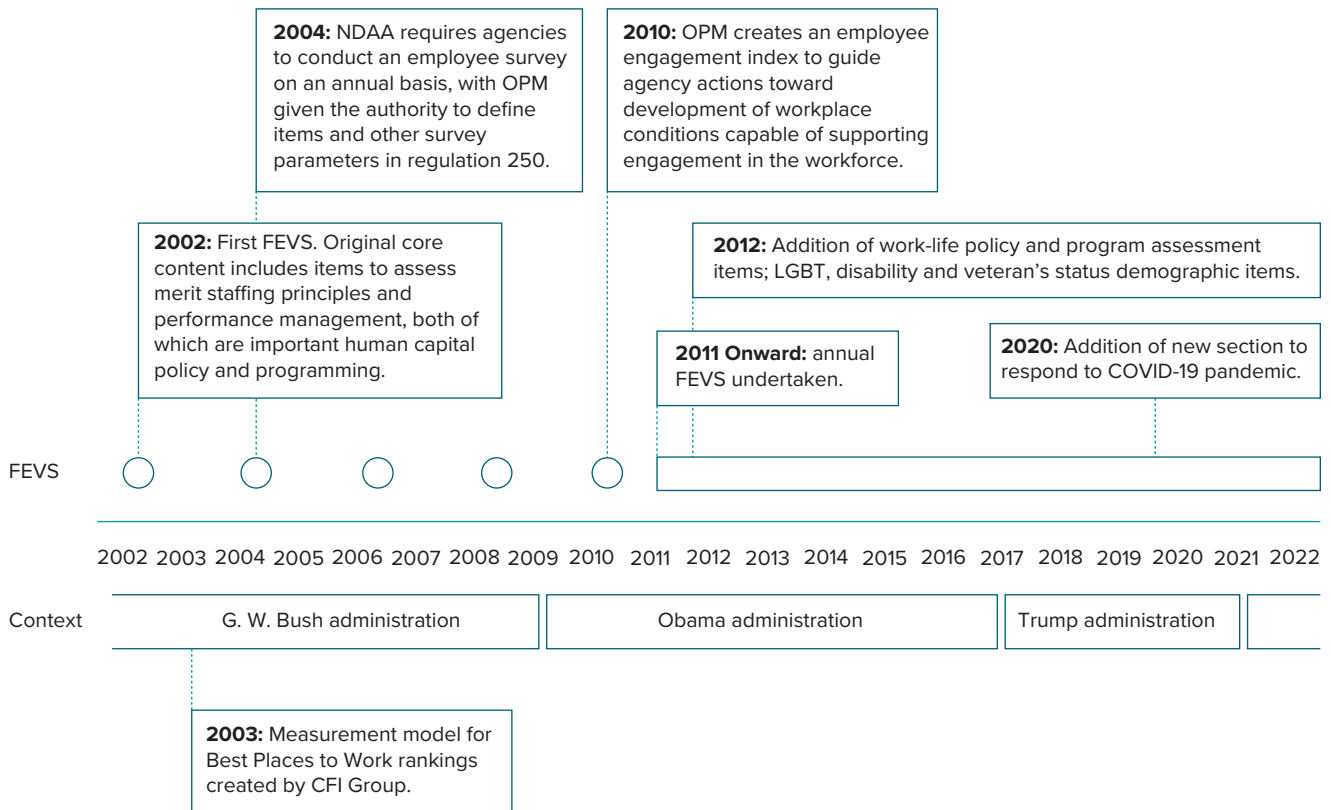 2004: NDAA requires agencies
to conduct an employee survey
on an annual basis, with OPM
given the authority to define
items and other survey
parameters in regulation 250.
2010: OPM creates an employee
engagement index to guide
agency actions toward
development of workplace
conditions capable of supporting
engagement in the workforce.
2002: First FEVS. Original core
content includes items to assess
merit staffing principles and
performance management, both of
which are important human capital
policy and programming.
2012: Addition of work-life policy and program assessment
items; LGBT, disability and veteran’s status demographic items.
2011 Onward: annual
FEVS undertaken.
2020: Addition of new section to
respond to COVID-19 pandemic.
FEVS
2002 2003 2004 2005 2006 2007 2008 2009 2010 2011 2012 2013 2014 2015 2016 2017 2018 2019 2020 2021 2022
Context
G. W. Bush administration
Obama administration
Trump administration
2003: Measurement model for
Best Places to Work rankings
created by CFI Group.